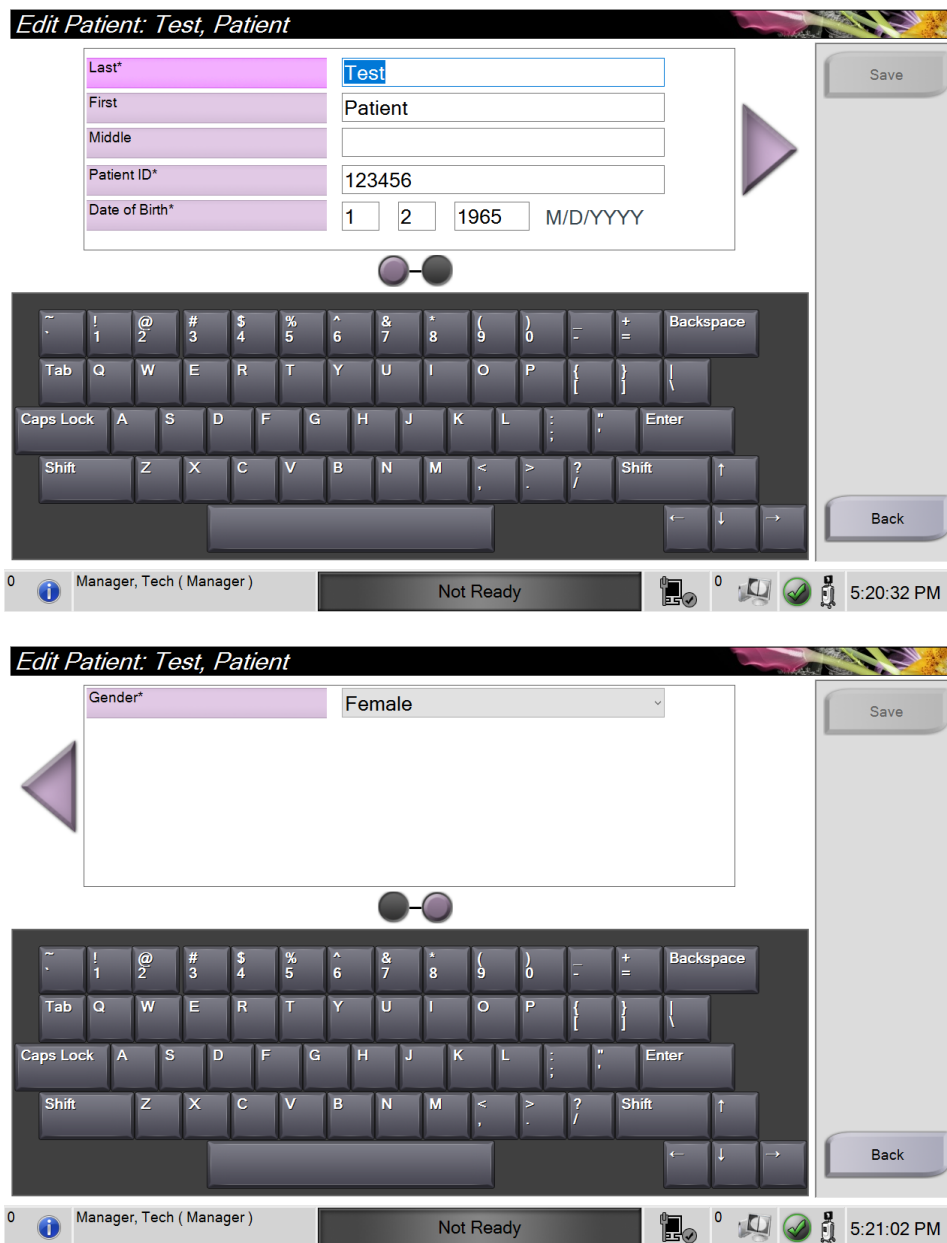 Edit Patient: Test, Patient
Last* Test
First Patient
Middle
Patient ID* 123456
Date of Birth* 1 2 1965 M/D/YYYY
Save
~ ! @ # $ % ^ & * ( ) _ + Backspace
` 1 2 3 4 5 6 7 8 9 0 - =
Tab Q W E R T Y U I O P { } |
[ ] \
Caps Lock A S D F G H J K L : " Enter
; '
Shift Z X C V B N M < > ? Shift ↑
, . /
← ↓ →
Back
0 Manager, Tech ( Manager ) Not Ready 0 5:20:32 PM
Edit Patient: Test, Patient
Gender* Female
Save
~ ! @ # $ % ^ & * ( ) _ + Backspace
` 1 2 3 4 5 6 7 8 9 0 - =
Tab Q W E R T Y U I O P { } |
[ ] \
Caps Lock A S D F G H J K L : " Enter
; '
Shift Z X C V B N M < > ? Shift ↑
, . /
← ↓ →
Back
0 Manager, Tech ( Manager ) Not Ready 0 5:21:02 PM